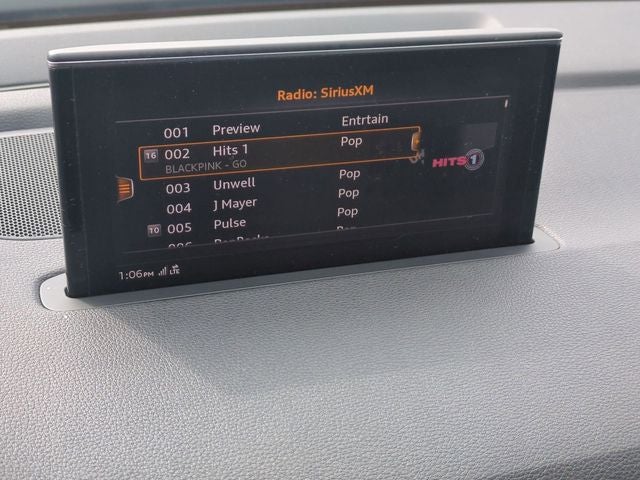 Radio: SiriusXM
001 Preview Entrtain
16 002 Hits 1 Pop
BLACKPINK - GO
HITS 1
003 Unwell Pop
004 J Mayer Pop
10 005 Pulse Pop
1:06PM LTE